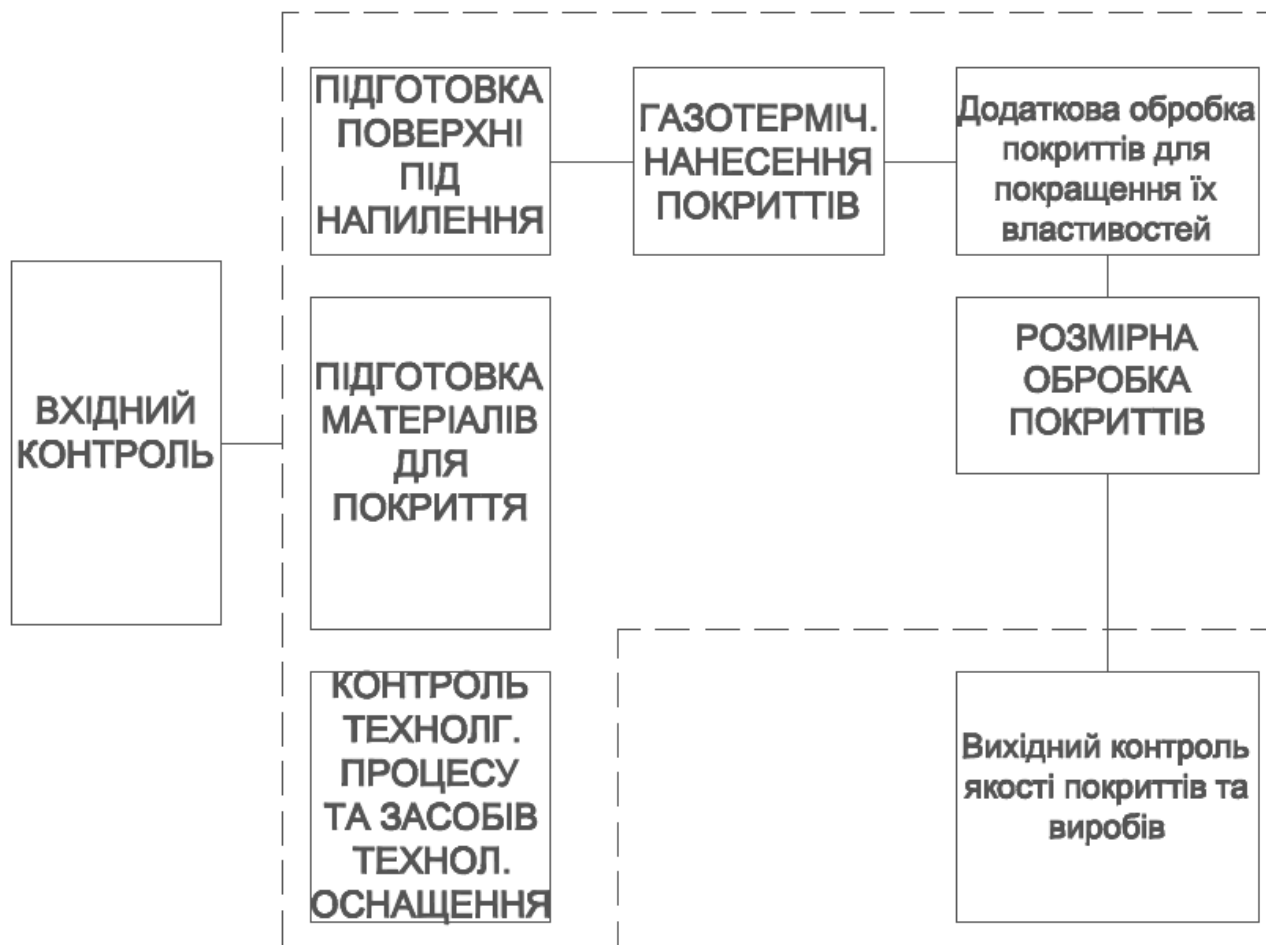 ВХІДНИЙ
КОНТРОЛЬ
ПІДГОТОВКА
ПОВЕРХНІ
ПІД
НАПИЛЕННЯ
ГАЗОТЕРМІЧ.
НАНЕСЕННЯ
ПОКРИТТІВ
Додаткова обробка
покриттів для
покращення їх
властивостей
ПІДГОТОВКА
МАТЕРІАЛІВ
ДЛЯ
ПОКРИТТЯ
РОЗМІРНА
ОБРОБКА
ПОКРИТТІВ
КОНТРОЛЬ
ТЕХНОЛГ.
ПРОЦЕСУ
ТА ЗАСОБІВ
ТЕХНОЛ.
ОСНАЩЕННЯ
Вихідний контроль
якості покриттів та
виробів